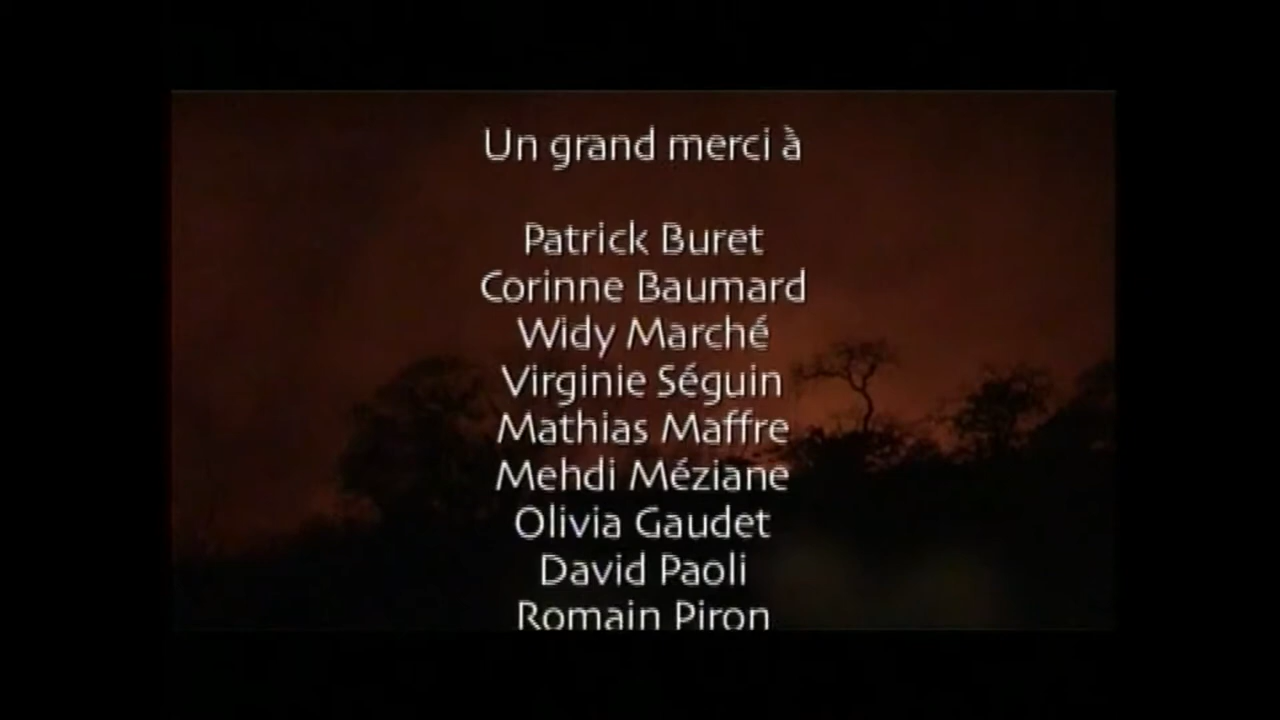 Un grand merci à
Patrick Buret
Corinne Baumard
Widy Marché
Virginie Séguin
Mathias Maffre
Mehdi Méziane
Olivia Gaudet
David Paoli
Romain Piron